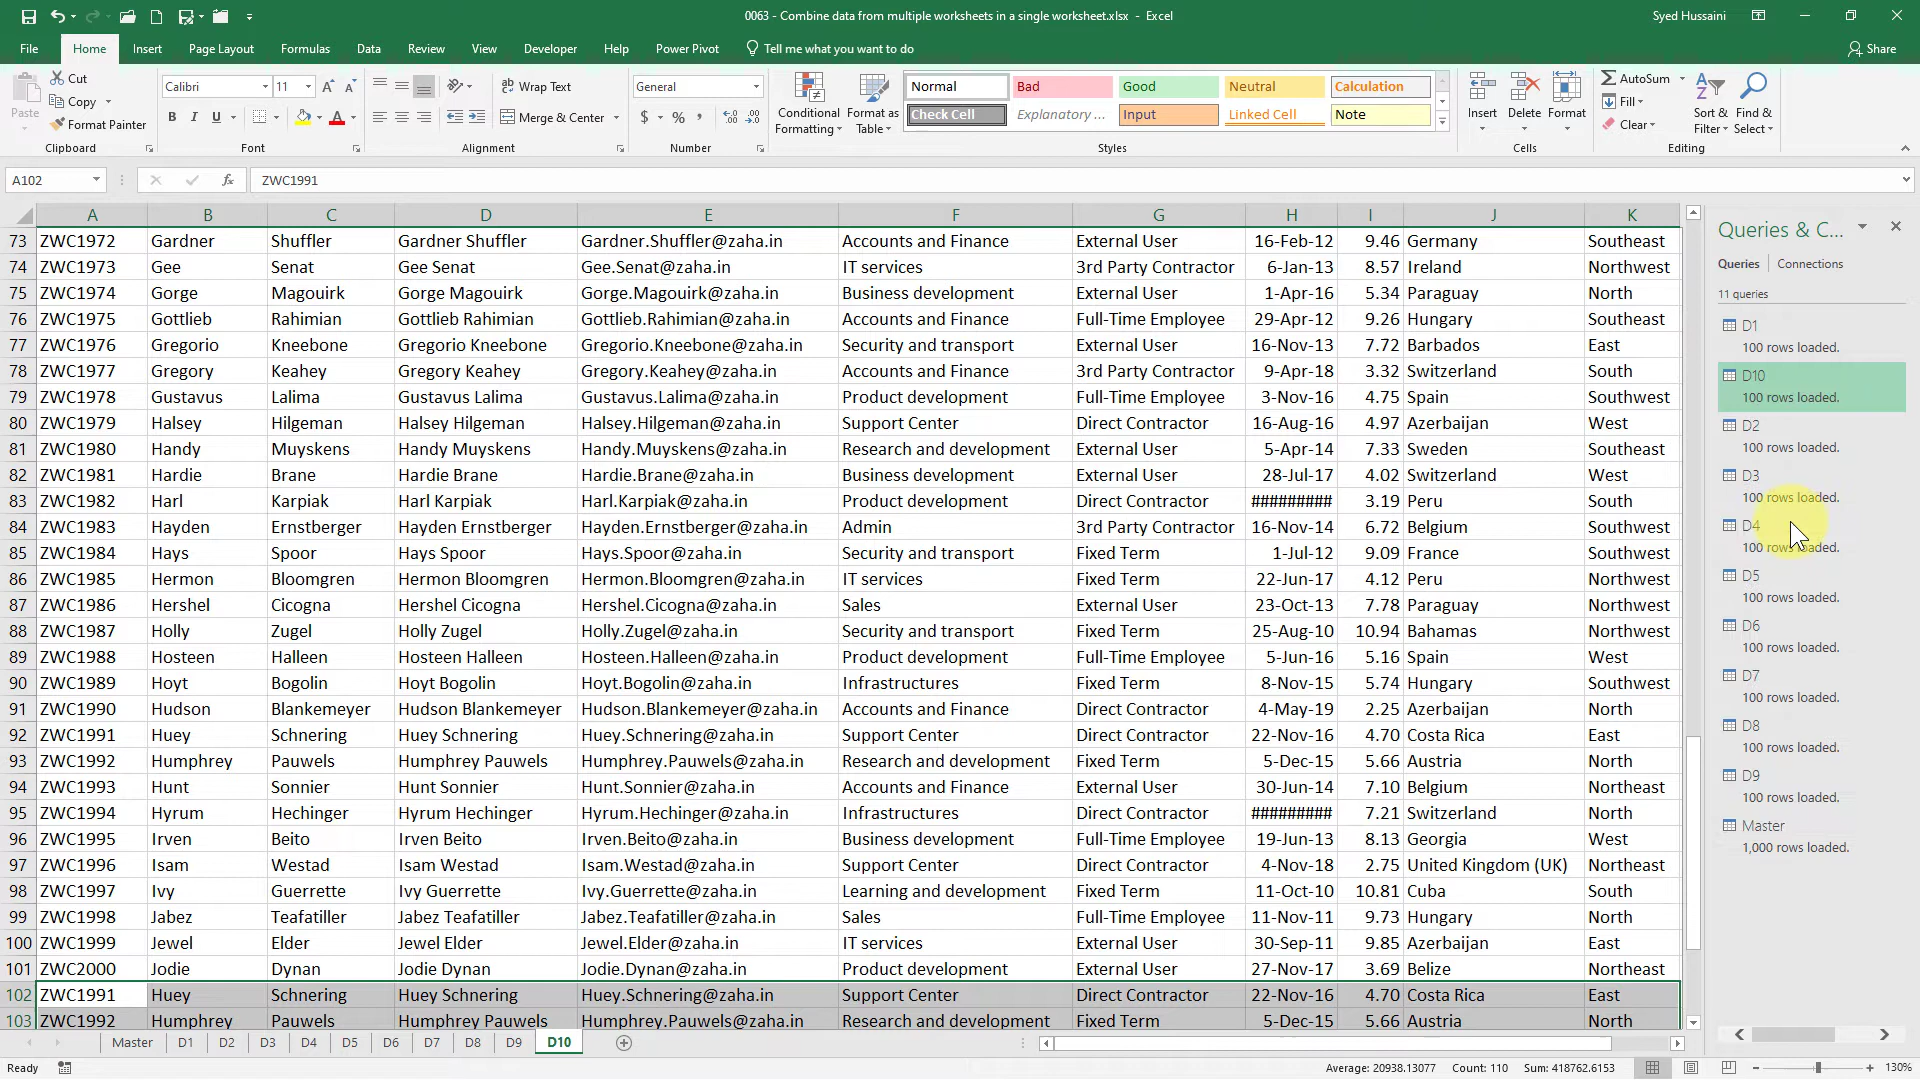 0063 - Combine data from multiple worksheets in a single worksheet.xlsx - Excel
Syed Hussaini
File Home Insert Page Layout Formulas Data Review View Developer Help Power Pivot Tell me what you want to do Share
Paste Cut Copy Format Painter Clipboard
Calibri 11 A A B I U A Font
Wrap Text Merge & Center Alignment
General $ % , Number
Conditional Formatting Format as Table
Normal Bad Good Neutral Calculation
Check Cell Explanatory ... Input Linked Cell Note
Styles
Insert Delete Format Cells
AutoSum Fill Clear Sort & Filter Find & Select Editing
A102 fx ZWC1991
A B C D E F G H I J K
73 ZWC1972 Gardner Shuffler Gardner Shuffler Gardner.Shuffler@zaha.in Accounts and Finance External User 16-Feb-12 9.46 Germany Southeast
74 ZWC1973 Gee Senat Gee Senat Gee.Senat@zaha.in IT services 3rd Party Contractor 6-Jan-13 8.57 Ireland Northwest
75 ZWC1974 Gorge Magouirk Gorge Magouirk Gorge.Magouirk@zaha.in Business development External User 1-Apr-16 5.34 Paraguay North
76 ZWC1975 Gottlieb Rahimian Gottlieb Rahimian Gottlieb.Rahimian@zaha.in Accounts and Finance Full-Time Employee 29-Apr-12 9.26 Hungary Southeast
77 ZWC1976 Gregorio Kneebone Gregorio Kneebone Gregorio.Kneebone@zaha.in Security and transport External User 16-Nov-13 7.72 Barbados East
78 ZWC1977 Gregory Keahey Gregory Keahey Gregory.Keahey@zaha.in Accounts and Finance 3rd Party Contractor 9-Apr-18 3.32 Switzerland South
79 ZWC1978 Gustavus Lalima Gustavus Lalima Gustavus.Lalima@zaha.in Product development Full-Time Employee 3-Nov-16 4.75 Spain Southwest
80 ZWC1979 Halsey Hilgeman Halsey Hilgeman Halsey.Hilgeman@zaha.in Support Center Direct Contractor 16-Aug-16 4.97 Azerbaijan West
81 ZWC1980 Handy Muyskens Handy Muyskens Handy.Muyskens@zaha.in Research and development External User 5-Apr-14 7.33 Sweden Southeast
82 ZWC1981 Hardie Brane Hardie Brane Hardie.Brane@zaha.in Business development External User 28-Jul-17 4.02 Switzerland West
83 ZWC1982 Harl Karpiak Harl Karpiak Harl.Karpiak@zaha.in Product development Direct Contractor ######### 3.19 Peru South
84 ZWC1983 Hayden Ernstberger Hayden Ernstberger Hayden.Ernstberger@zaha.in Admin 3rd Party Contractor 16-Nov-14 6.72 Belgium Southwest
85 ZWC1984 Hays Spoor Hays Spoor Hays.Spoor@zaha.in Security and transport Fixed Term 1-Jul-12 9.09 France Southwest
86 ZWC1985 Hermon Bloomgren Hermon Bloomgren Hermon.Bloomgren@zaha.in IT services Fixed Term 22-Jun-17 4.12 Peru Northwest
87 ZWC1986 Hershel Cicogna Hershel Cicogna Hershel.Cicogna@zaha.in Sales External User 23-Oct-13 7.78 Paraguay Northwest
88 ZWC1987 Holly Zugel Holly Zugel Holly.Zugel@zaha.in Security and transport Fixed Term 25-Aug-10 10.94 Bahamas Northwest
89 ZWC1988 Hosteen Halleen Hosteen Halleen Hosteen.Halleen@zaha.in Product development Full-Time Employee 5-Jun-16 5.16 Spain West
90 ZWC1989 Hoyt Bogolin Hoyt Bogolin Hoyt.Bogolin@zaha.in Infrastructures Fixed Term 8-Nov-15 5.74 Hungary Southwest
91 ZWC1990 Hudson Blankemeyer Hudson Blankemeyer Hudson.Blankemeyer@zaha.in Accounts and Finance Direct Contractor 4-May-19 2.25 Azerbaijan North
92 ZWC1991 Huey Schnering Huey Schnering Huey.Schnering@zaha.in Support Center Direct Contractor 22-Nov-16 4.70 Costa Rica East
93 ZWC1992 Humphrey Pauwels Humphrey Pauwels Humphrey.Pauwels@zaha.in Research and development Fixed Term 5-Dec-15 5.66 Austria North
94 ZWC1993 Hunt Sonnier Hunt Sonnier Hunt.Sonnier@zaha.in Accounts and Finance External User 30-Jun-14 7.10 Belgium Northeast
95 ZWC1994 Hyrum Hechinger Hyrum Hechinger Hyrum.Hechinger@zaha.in Infrastructures Direct Contractor ######### 7.21 Switzerland North
96 ZWC1995 Irven Beito Irven Beito Irven.Beito@zaha.in Business development Full-Time Employee 19-Jun-13 8.13 Georgia West
97 ZWC1996 Isam Westad Isam Westad Isam.Westad@zaha.in Support Center Direct Contractor 4-Nov-18 2.75 United Kingdom (UK) Northeast
98 ZWC1997 Ivy Guerrette Ivy Guerrette Ivy.Guerrette@zaha.in Learning and development Fixed Term 11-Oct-10 10.81 Cuba South
99 ZWC1998 Jabez Teafatiller Jabez Teafatiller Jabez.Teafatiller@zaha.in Sales Full-Time Employee 11-Nov-11 9.73 Hungary North
100 ZWC1999 Jewel Elder Jewel Elder Jewel.Elder@zaha.in IT services External User 30-Sep-11 9.85 Azerbaijan East
101 ZWC2000 Jodie Dynan Jodie Dynan Jodie.Dynan@zaha.in Product development External User 27-Nov-17 3.69 Belize Northeast
102 ZWC1991 Huey Schnering Huey Schnering Huey.Schnering@zaha.in Support Center Direct Contractor 22-Nov-16 4.70 Costa Rica East
103 ZWC1992 Humphrey Pauwels Humphrey Pauwels Humphrey.Pauwels@zaha.in Research and development Fixed Term 5-Dec-15 5.66 Austria North
Queries & C...
Queries Connections
11 queries
D1
100 rows loaded.
D10
100 rows loaded.
D2
100 rows loaded.
D3
100 rows loaded.
D4
100 rows loaded.
D5
100 rows loaded.
D6
100 rows loaded.
D7
100 rows loaded.
D8
100 rows loaded.
D9
100 rows loaded.
Master
1,000 rows loaded.
Master D1 D2 D3 D4 D5 D6 D7 D8 D9 D10
Ready Average: 20938.13077 Count: 110 Sum: 418762.6153 130%